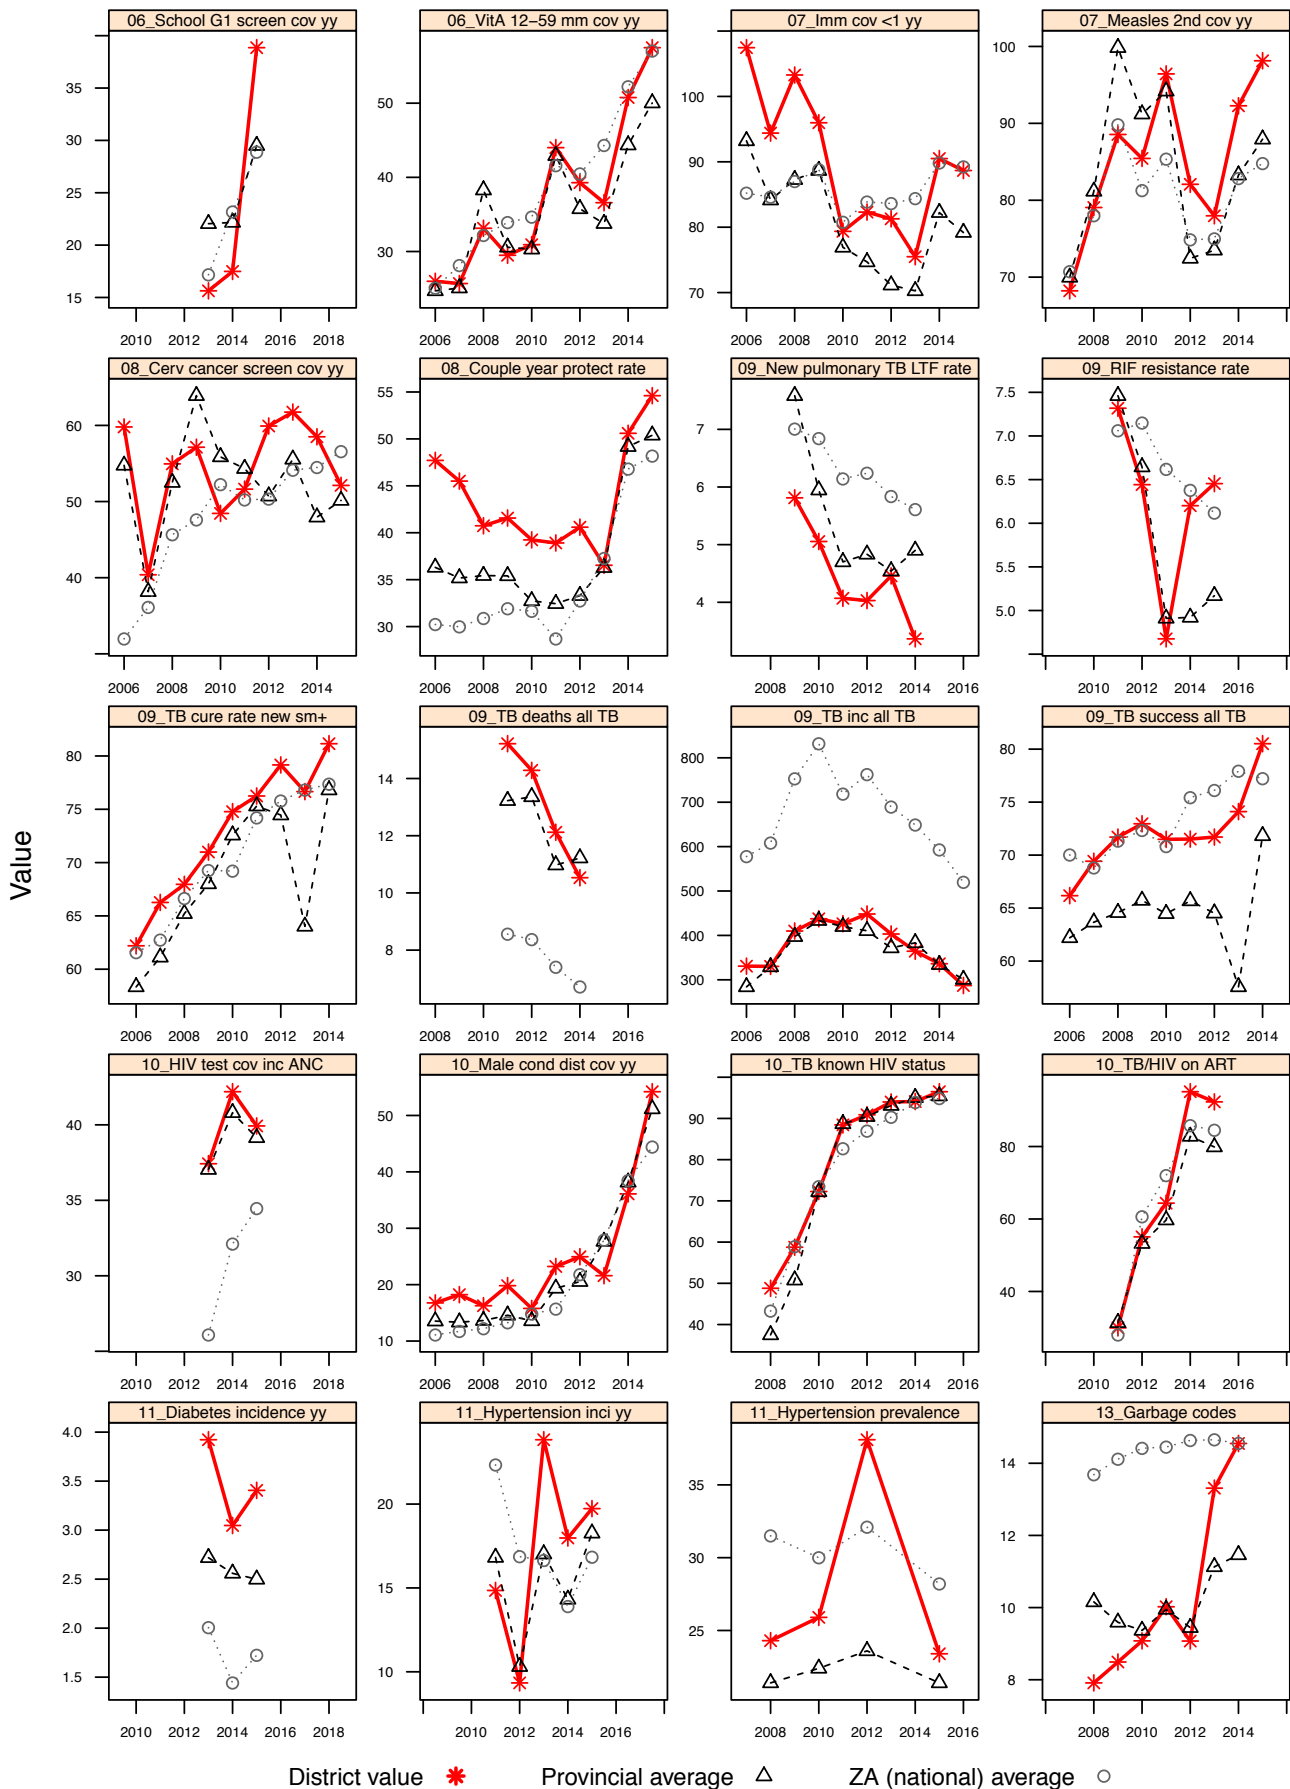 06_School G1 screen cov yy
06_VitA 12−59 mm cov yy
07_Imm cov <1 yy
07_Measles 2nd cov yy
35
30
25
20
15
2010 2012 2014 2016 2018
50
40
30
2006 2008 2010 2012 2014
100
90
80
70
2006 2008 2010 2012 2014
100
90
80
70
2006 2008 2010 2012 2014
08_Cerv cancer screen cov yy
08_Couple year protect rate
09_New pulmonary TB LTF rate
09_RIF resistance rate
60
50
40
2006 2008 2010 2012 2014
55
50
45
40
35
30
2006 2008 2010 2012 2014
7
6
5
4
2008 2010 2012 2014 2016
7.5
7.0
6.5
6.0
5.5
5.0
2010 2012 2014 2016
09_TB cure rate new sm+
09_TB deaths all TB
09_TB inc all TB
09_TB success all TB
80
75
70
65
60
2006 2008 2010 2012 2014
14
12
10
8
2008 2010 2012 2014 2016
800
700
600
500
400
300
2006 2008 2010 2012 2014
80
75
70
65
60
2006 2008 2010 2012 2014
Value
10_HIV test cov inc ANC
10_Male cond dist cov yy
10_TB known HIV status
10_TB/HIV on ART
40
35
30
2010 2012 2014 2016 2018
50
40
30
20
10
2006 2008 2010 2012 2014
90
80
70
60
50
40
2008 2010 2012 2014 2016
80
60
40
2010 2012 2014 2016
11_Diabetes incidence yy
11_Hypertension inci yy
11_Hypertension prevalence
13_Garbage codes
4.0
3.5
3.0
2.5
2.0
1.5
2010 2012 2014 2016 2018
20
15
10
2010 2012 2014 2016
35
30
25
2008 2010 2012 2014 2016
14
12
10
8
2008 2010 2012 2014
District value Provincial average ZA (national) average